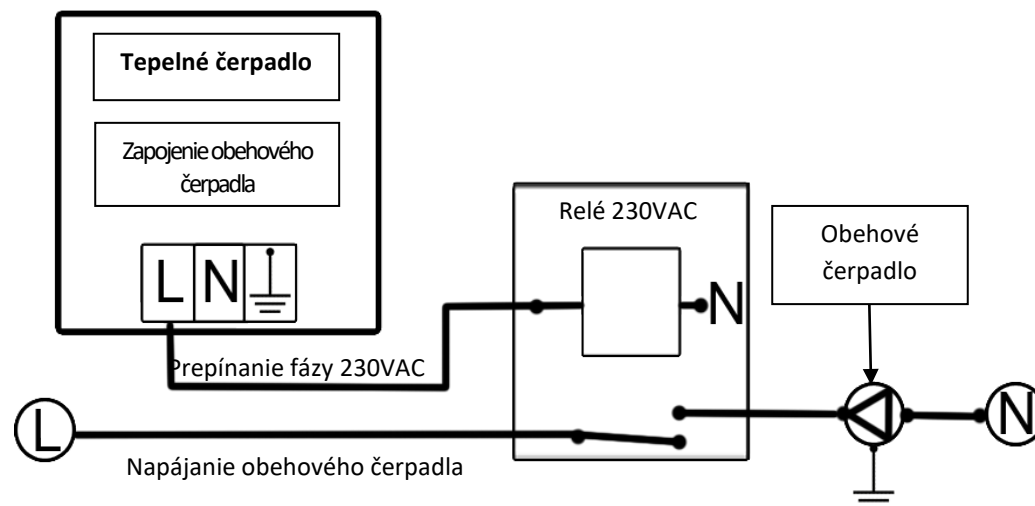 Tepelné čerpadlo
Zapojenie obehového
čerpadla
L N
Prepínanie fázy 230VAC
Relé 230VAC
N
Obehové
čerpadlo
L
Napájanie obehového čerpadla
N